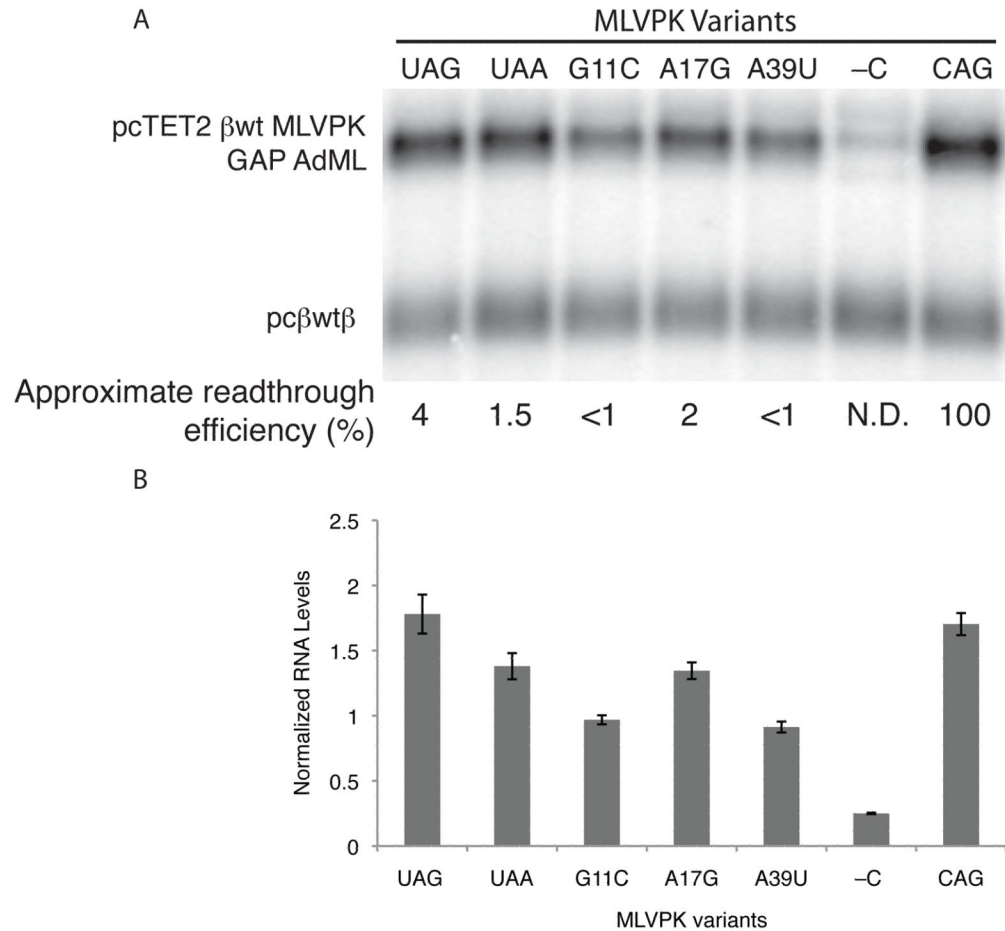 A
MLVPK Variants
UAG UAA G11C A17G A39U –C CAG
pcTET2 βwt MLVPK
GAP AdML
pcβwtβ
Approximate readthrough
efficiency (%)
4 1.5 <1 2 <1 N.D. 100
B
Normalized RNA Levels
2.5
2
1.5
1
0.5
0
UAG UAA G11C A17G A39U –C CAG
MLVPK variants